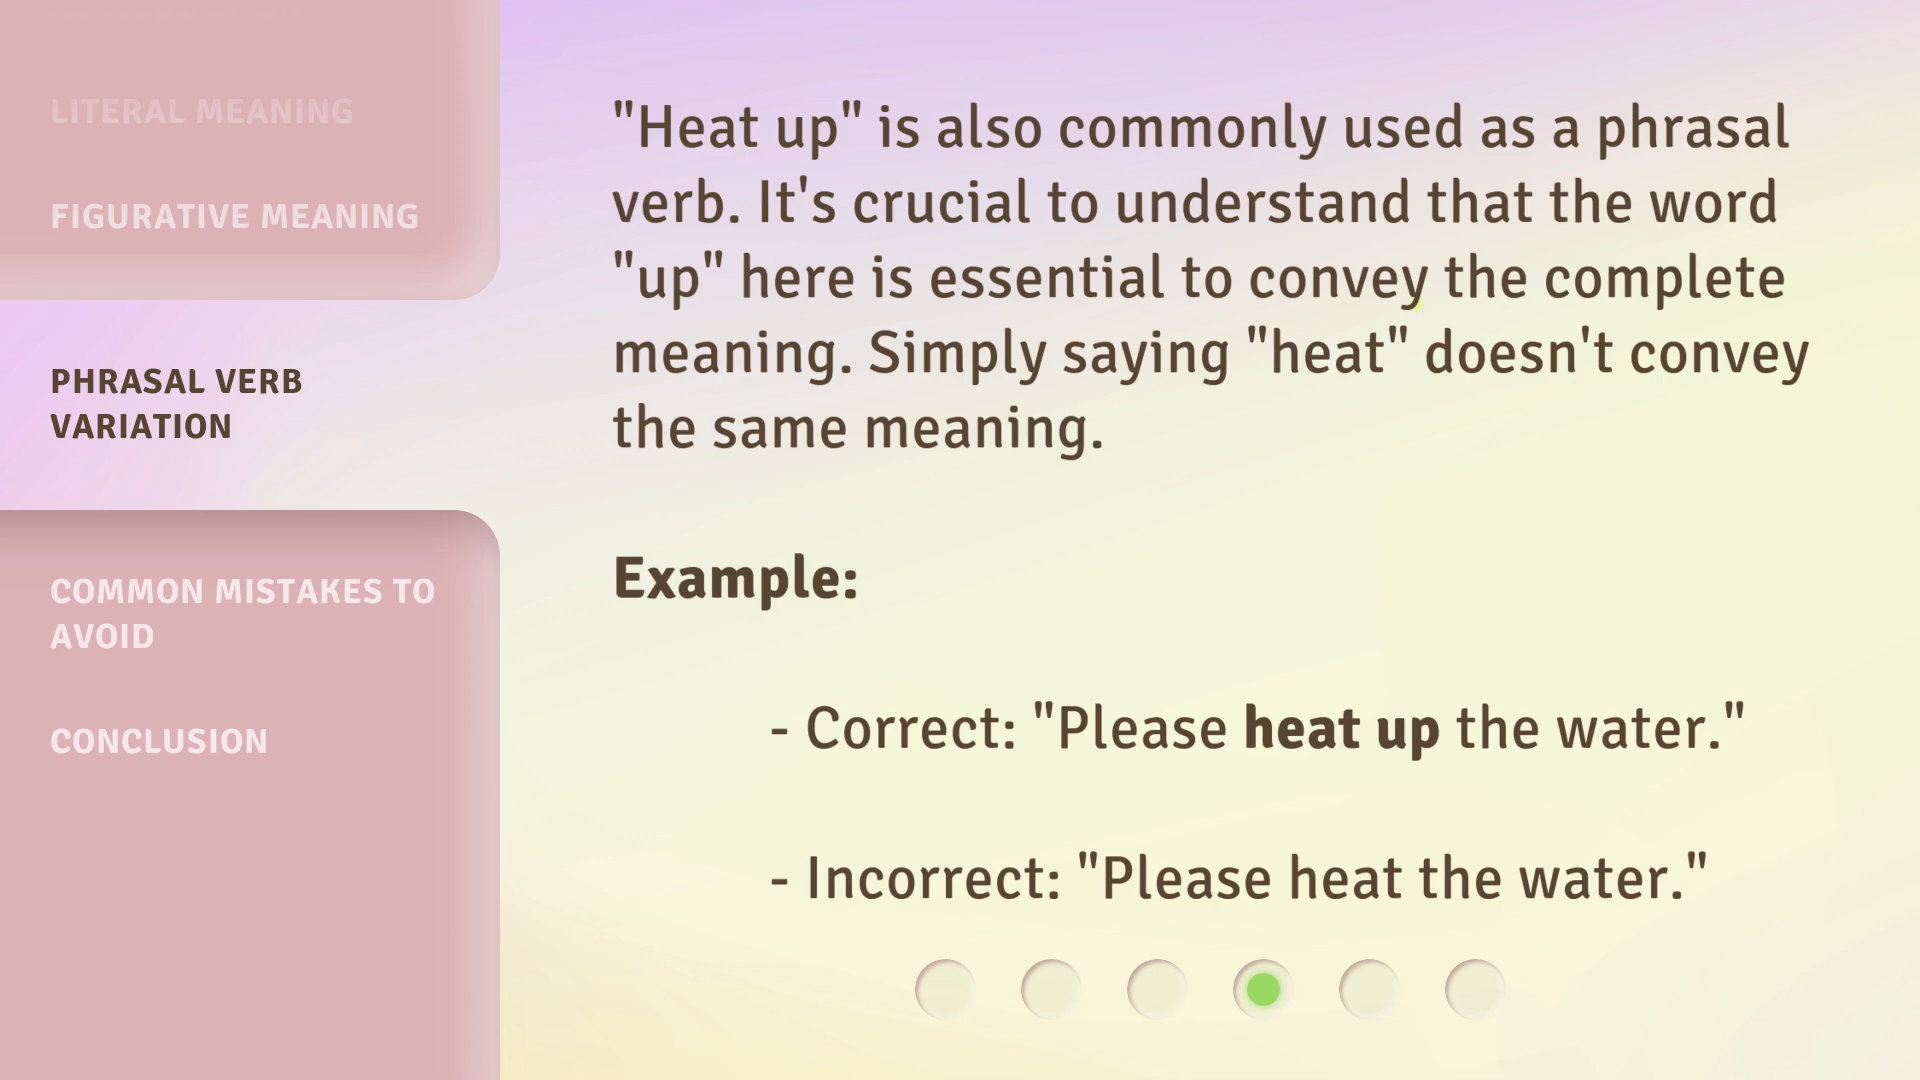 LITERAL MEANING
FIGURATIVE MEANING
PHRASAL VERB
VARIATION
COMMON MISTAKES TO
AVOID
CONCLUSION
"Heat up" is also commonly used as a phrasal
verb. It's crucial to understand that the word
"up" here is essential to convey the complete
meaning. Simply saying "heat" doesn't convey
the same meaning.
Example:
- Correct: "Please heat up the water."
- Incorrect: "Please heat the water."